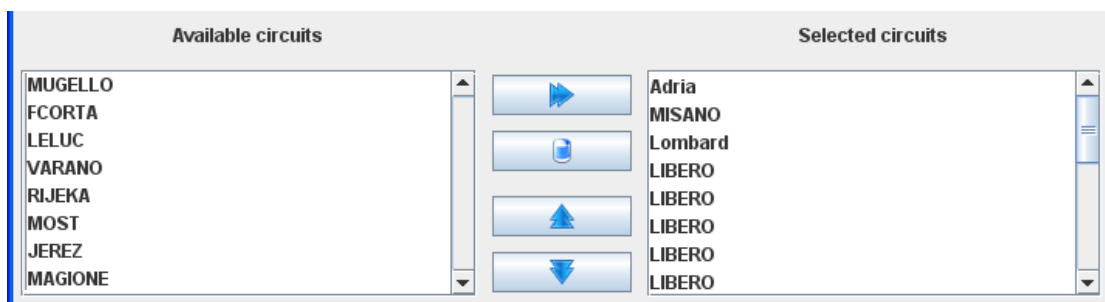 Available circuits
Selected circuits
MUGELLO
FCORTA
LELUC
VARANO
RIJEKA
MOST
JEREZ
MAGIONE
Adria
MISANO
Lombard
LIBERO
LIBERO
LIBERO
LIBERO
LIBERO